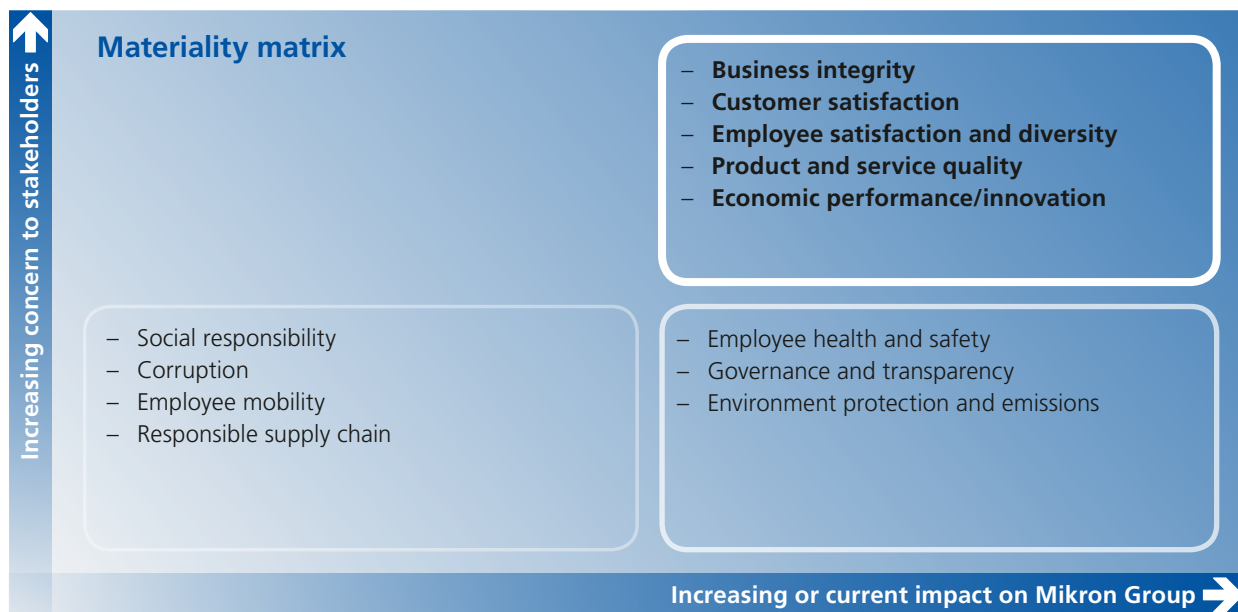 Increasing concern to stakeholders
Materiality matrix
– Business integrity
– Customer satisfaction
– Employee satisfaction and diversity
– Product and service quality
– Economic performance/innovation
– Social responsibility
– Corruption
– Employee mobility
– Responsible supply chain
– Employee health and safety
– Governance and transparency
– Environment protection and emissions
Increasing or current impact on Mikron Group